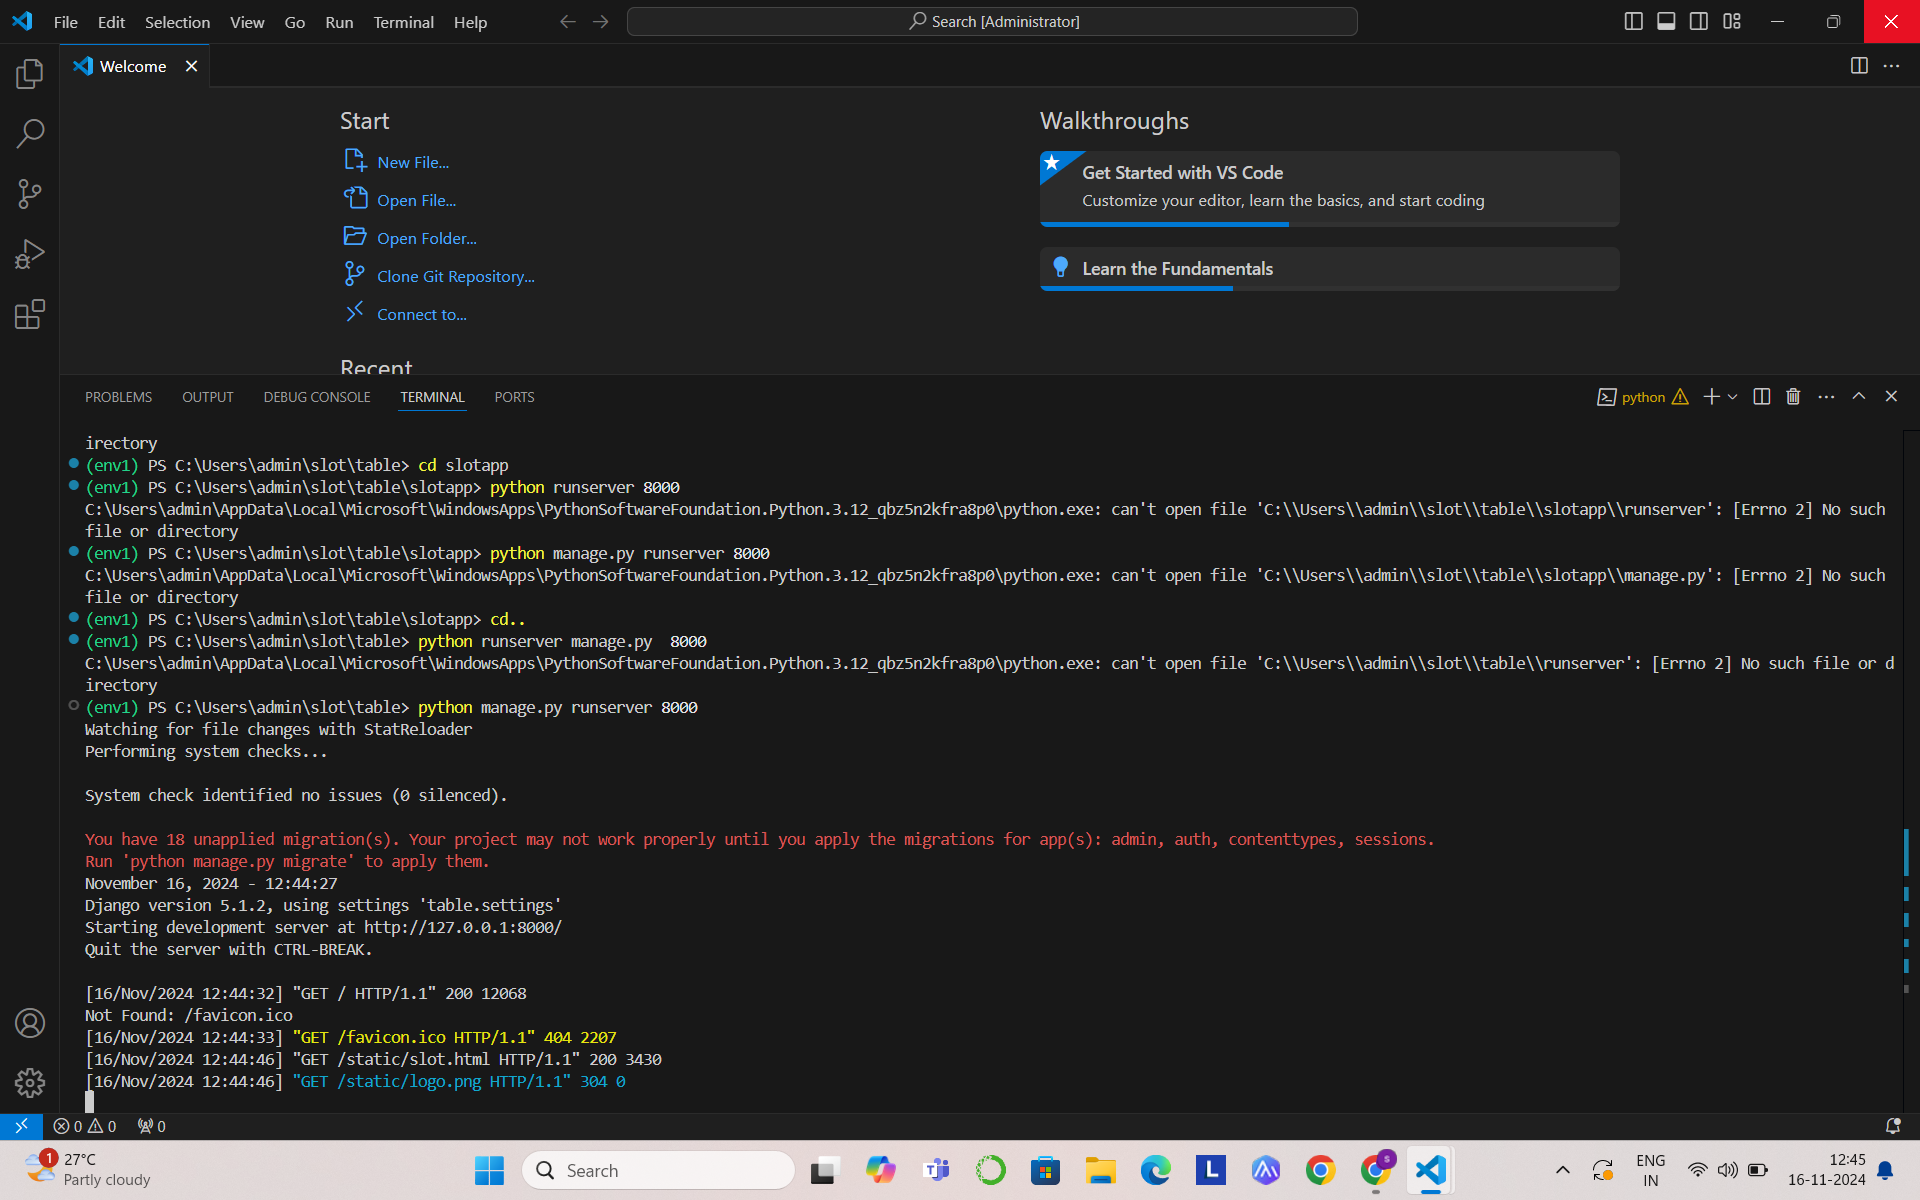 File Edit Selection View Go Run Terminal Help
Search [Administrator]
Welcome
Start
New File...
Open File...
Open Folder...
Clone Git Repository...
Connect to...
Recent
Walkthroughs
Get Started with VS Code
Customize your editor, learn the basics, and start coding
Learn the Fundamentals
PROBLEMS OUTPUT DEBUG CONSOLE TERMINAL PORTS
python
irectory
(env1) PS C:\Users\admin\slot\table> cd slotapp
(env1) PS C:\Users\admin\slot\table\slotapp> python runserver 8000
C:\Users\admin\AppData\Local\Microsoft\WindowsApps\PythonSoftwareFoundation.Python.3.12_qbz5n2kfra8p0\python.exe: can't open file 'C:\\Users\\admin\\slot\\table\\slotapp\\runserver': [Errno 2] No such
file or directory
(env1) PS C:\Users\admin\slot\table\slotapp> python manage.py runserver 8000
C:\Users\admin\AppData\Local\Microsoft\WindowsApps\PythonSoftwareFoundation.Python.3.12_qbz5n2kfra8p0\python.exe: can't open file 'C:\\Users\\admin\\slot\\table\\slotapp\\manage.py': [Errno 2] No such
file or directory
(env1) PS C:\Users\admin\slot\table\slotapp> cd..
(env1) PS C:\Users\admin\slot\table> python runserver manage.py  8000
C:\Users\admin\AppData\Local\Microsoft\WindowsApps\PythonSoftwareFoundation.Python.3.12_qbz5n2kfra8p0\python.exe: can't open file 'C:\\Users\\admin\\slot\\table\\runserver': [Errno 2] No such file or d
irectory
(env1) PS C:\Users\admin\slot\table> python manage.py runserver 8000
Watching for file changes with StatReloader
Performing system checks...
System check identified no issues (0 silenced).
You have 18 unapplied migration(s). Your project may not work properly until you apply the migrations for app(s): admin, auth, contenttypes, sessions.
Run 'python manage.py migrate' to apply them.
November 16, 2024 - 12:44:27
Django version 5.1.2, using settings 'table.settings'
Starting development server at http://127.0.0.1:8000/
Quit the server with CTRL-BREAK.
[16/Nov/2024 12:44:32] "GET / HTTP/1.1" 200 12068
Not Found: /favicon.ico
[16/Nov/2024 12:44:33] "GET /favicon.ico HTTP/1.1" 404 2207
[16/Nov/2024 12:44:46] "GET /static/slot.html HTTP/1.1" 200 3430
[16/Nov/2024 12:44:46] "GET /static/logo.png HTTP/1.1" 304 0
0 0 0
1
27°C
Partly cloudy
Search
L
s
ENG
IN
12:45
16-11-2024